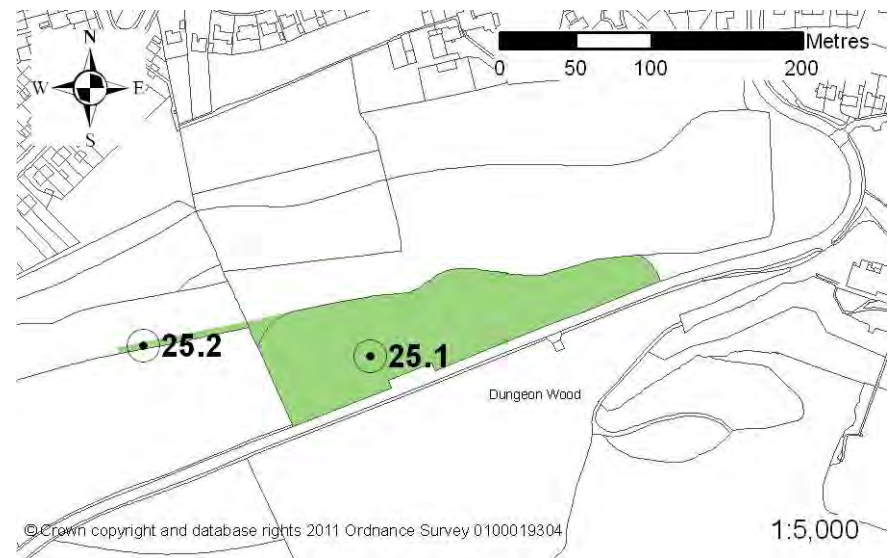 N
W E
S
Metres
0 50 100 200
25.2
25.1
Dungeon Wood
© Crown copyright and database rights 2011 Ordnance Survey 0100019304
1:5,000